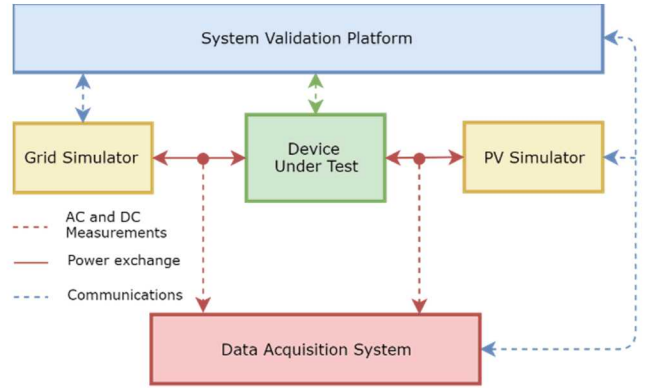 System Validation Platform
Grid Simulator
Device
Under Test
PV Simulator
AC and DC
Measurements
Power exchange
Communications
Data Acquisition System